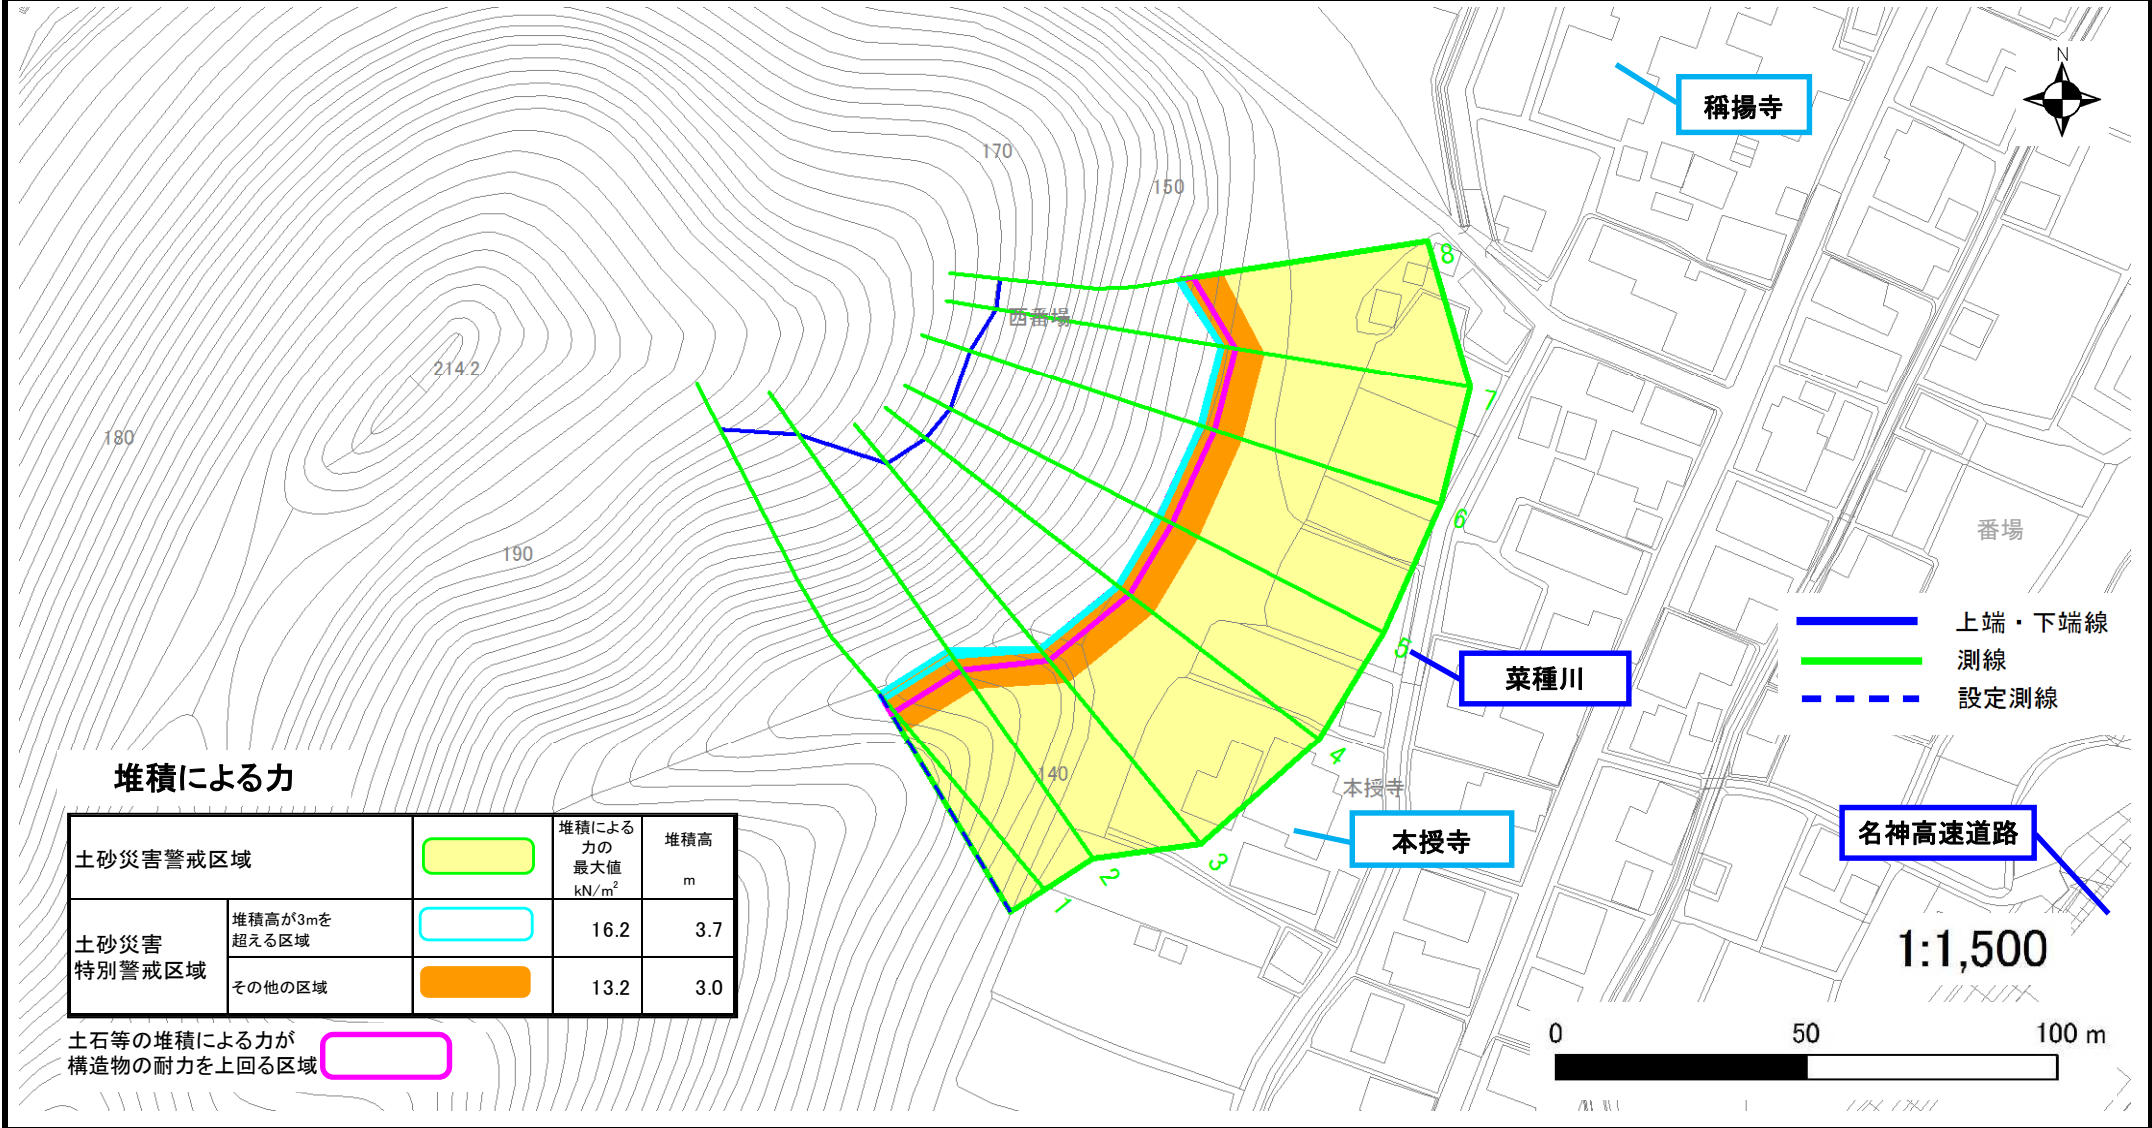 N
稱揚寺
170
150
8
西番場
214.2
7
180
6
190
番場
上端・下端線
5
測線
菜種川
設定測線
4
140
堆積による力
本授寺
本授寺
名神高速道路
3
2
1
土砂災害警戒区域
堆積による
力の
最大値
kN/m²
堆積高
m
土砂災害
特別警戒区域
堆積高が3mを
超える区域
16.2 3.7
その他の区域
13.2 3.0
1:1,500
土石等の堆積による力が
構造物の耐力を上回る区域
0 50 100 m